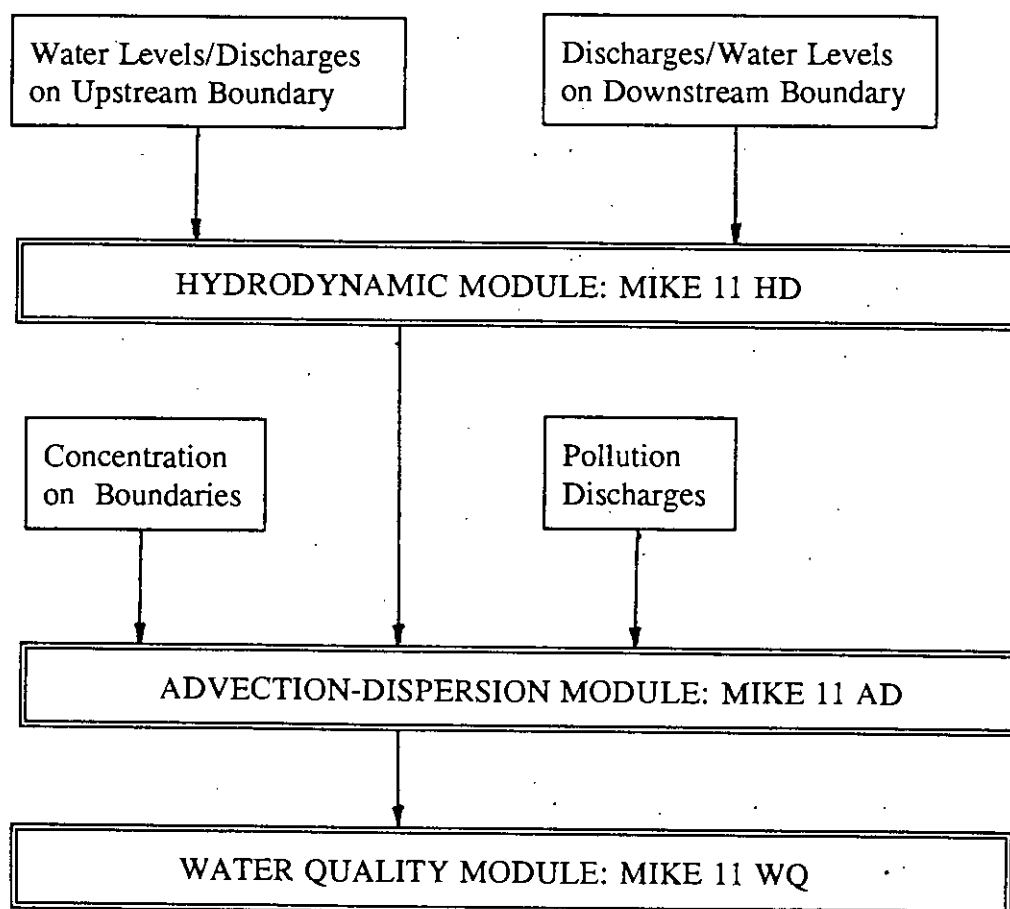 Water Levels/Discharges
on Upstream Boundary
Discharges/Water Levels
on Downstream Boundary
HYDRODYNAMIC MODULE: MIKE 11 HD
Concentration
on Boundaries
Pollution
Discharges
ADVECTION-DISPERSION MODULE: MIKE 11 AD
WATER QUALITY MODULE: MIKE 11 WQ